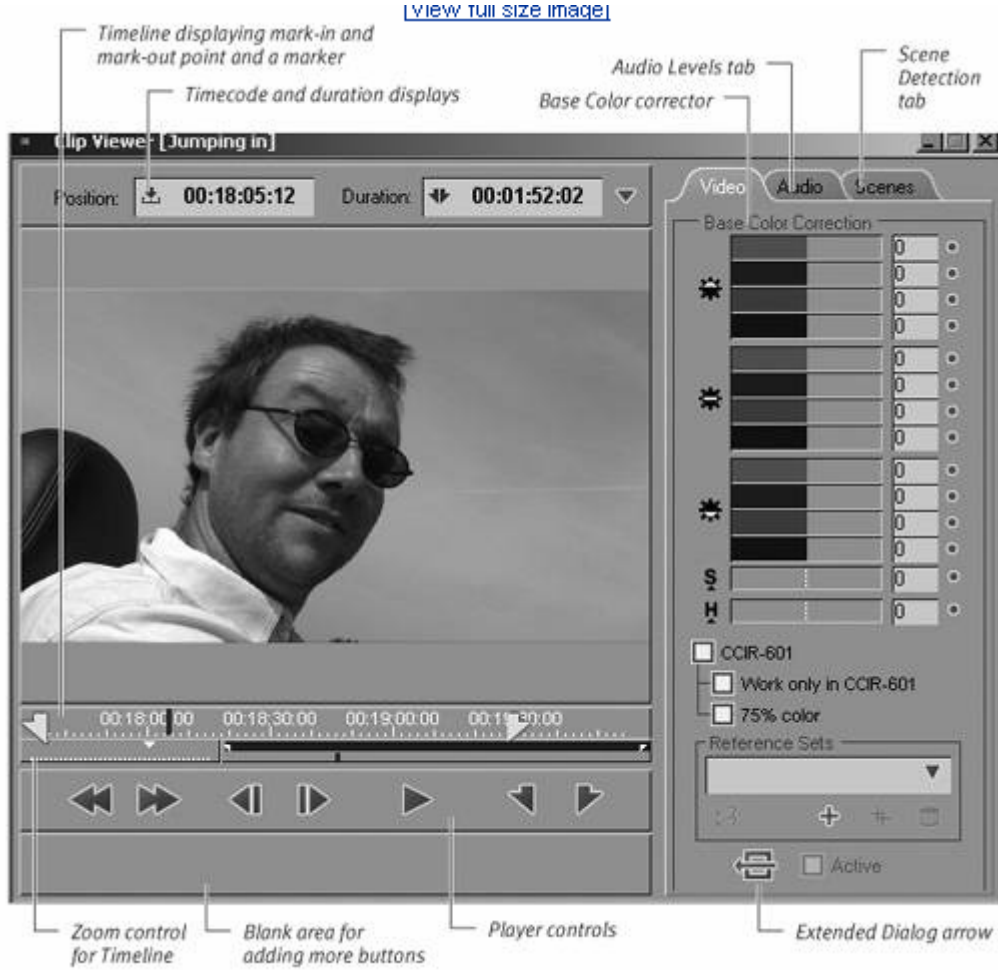 [View full size image]
Timeline displaying mark-in and
mark-out point and a marker
Timecode and duration displays
Audio Levels tab
Base Color corrector
Scene
Detection
tab
Clip Viewer [Jumping in]
Position: 00:18:05:12 Duration: 00:01:52:02
Video Audio Scenes
Base Color Correction
0
0
0
0
0
0
0
0
0
0
0
0
S 0
H 0
CCIR-601
Work only in CCIR-601
75% color
Reference Sets
Active
00:18:00:00 00:18:30:00 00:19:00:00 00:19:30:00
Zoom control
for Timeline
Blank area for
adding more buttons
Player controls
Extended Dialog arrow